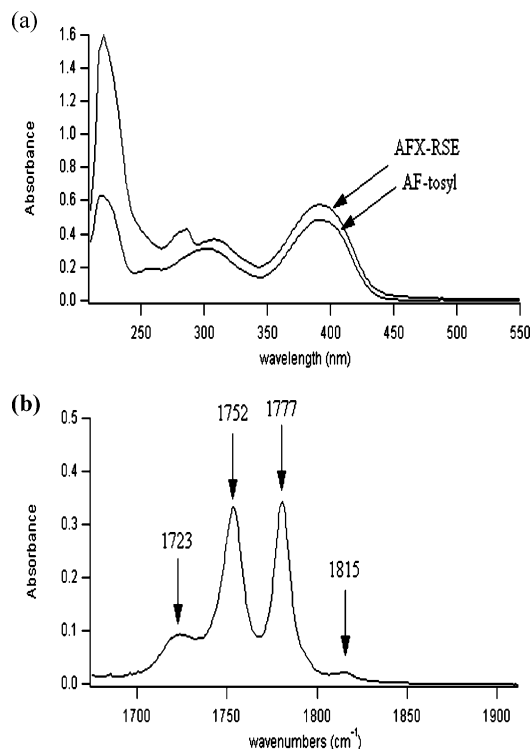 (a)
1.6
1.4
1.2
1.0
0.8
0.6
0.4
0.2
0.0
Absorbance
AFX-RSE
AF-tosyl
250 300 350 400 450 500 550
wavelength (nm)
(b)
0.5
0.4
0.3
0.2
0.1
0.0
Absorbance
1723
1752
1777
1815
1700 1750 1800 1850 1900
wavenumbers (cm-1)